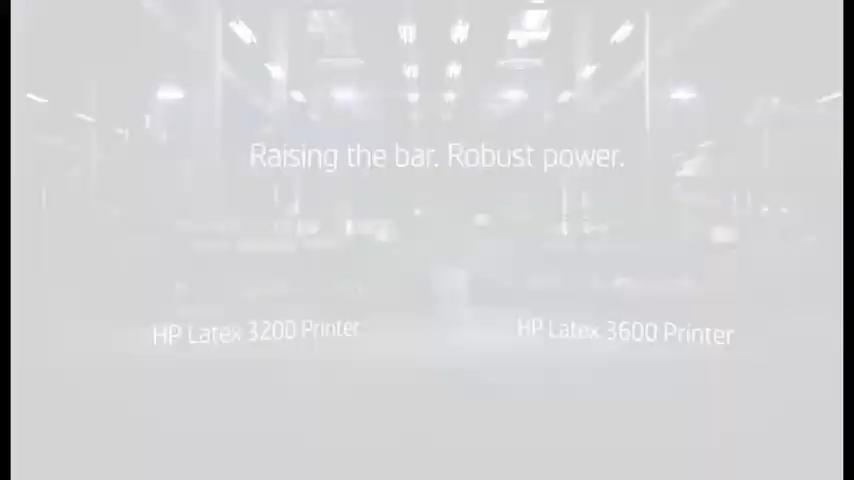 Raising the bar. Robust power.
HP Latex 3200 Printer
HP Latex 3600 Printer